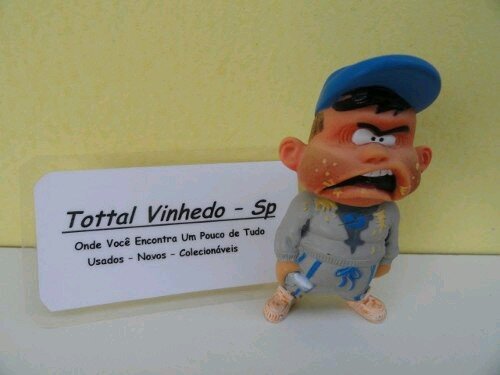 Tottal Vinhedo - Sp
Onde Você Encontra Um Pouco de Tudo
Usados - Novos - Colecionáveis